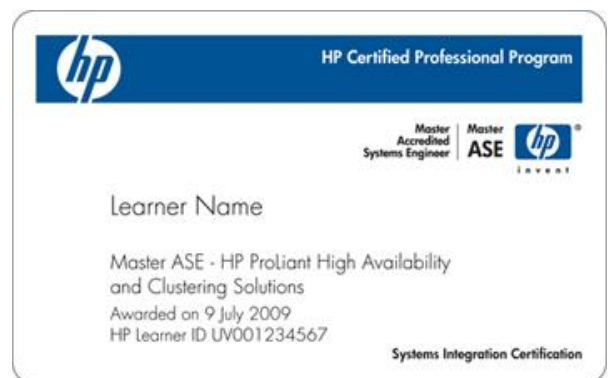 hp
HP Certified Professional Program
Master
Accredited
Systems Engineer
Master
ASE
hp®
invent
Learner Name
Master ASE - HP ProLiant High Availability
and Clustering Solutions
Awarded on 9 July 2009
HP Learner ID UV001234567
Systems Integration Certification